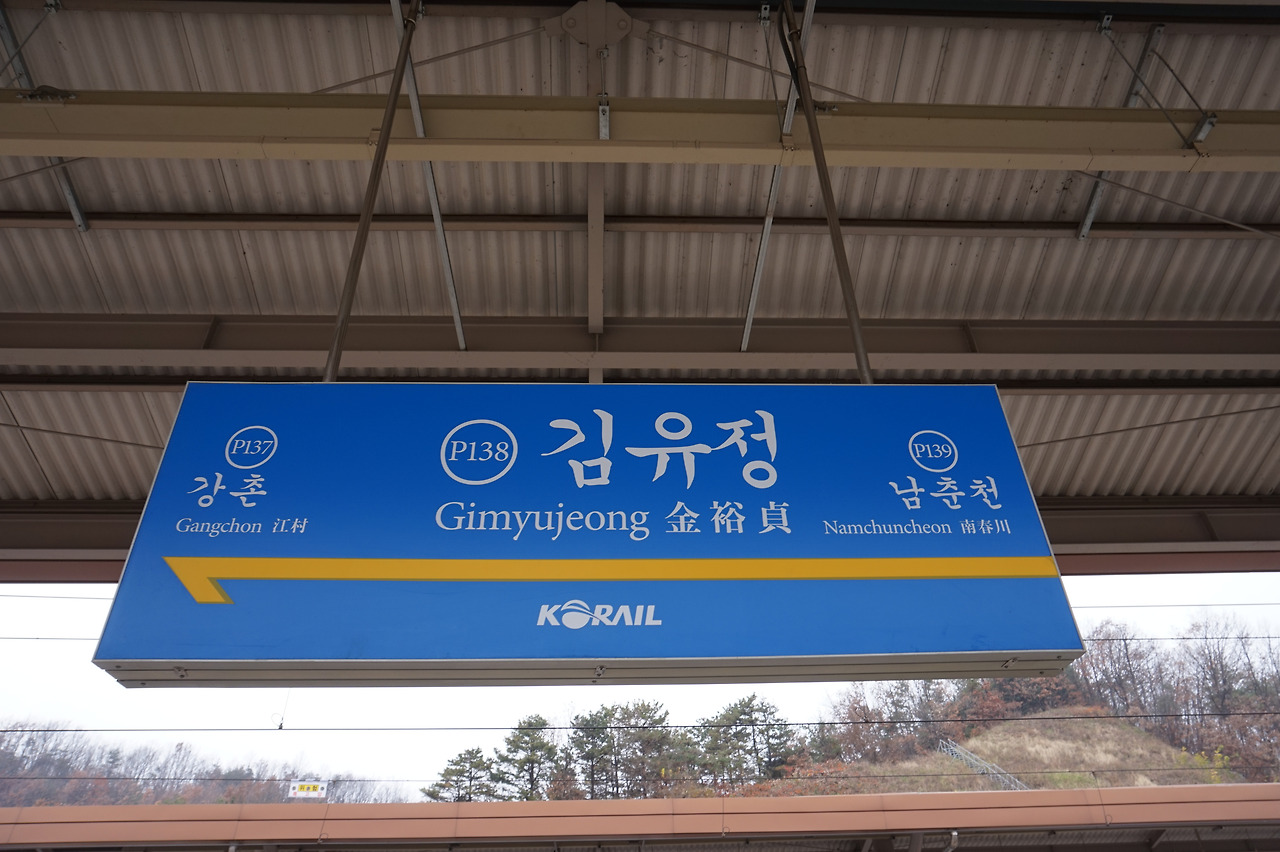 P137
강촌
Gangchon 江村
P138 김유정
Gimyujeong 金裕貞
P139
남춘천
Namchuncheon 南春川
KORAIL